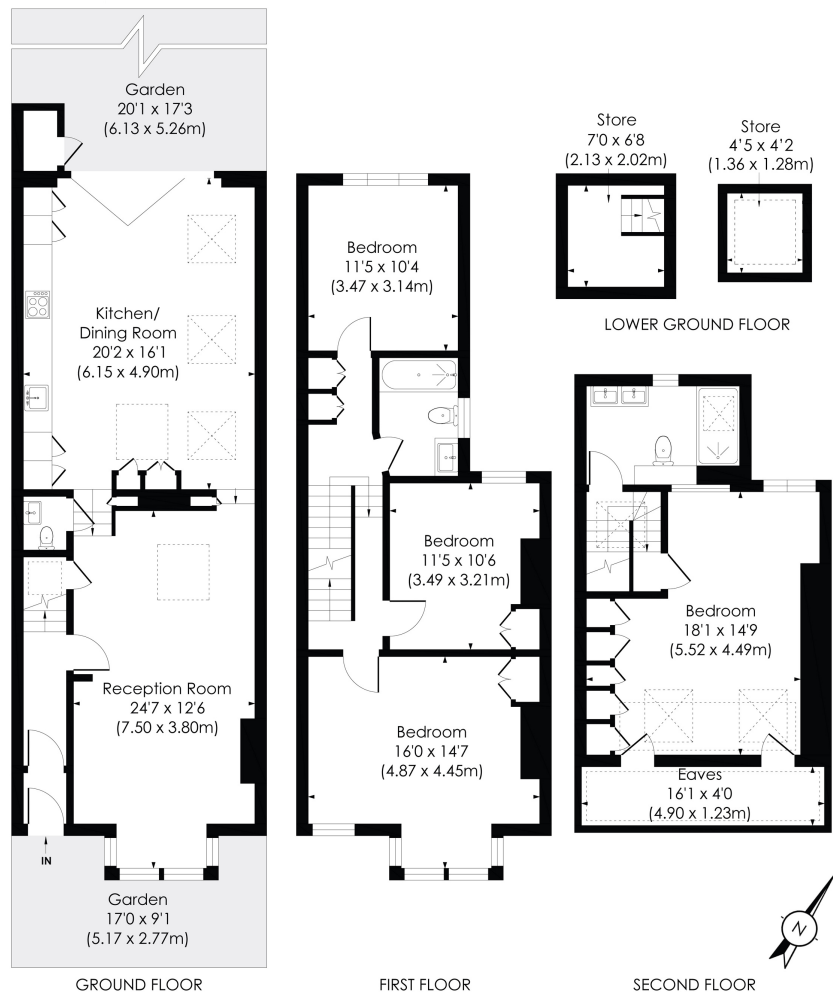 Garden
20'1 x 17'3
(6.13 x 5.26m)
Kitchen/
Dining Room
20'2 x 16'1
(6.15 x 4.90m)
Reception Room
24'7 x 12'6
(7.50 x 3.80m)
IN
Garden
17'0 x 9'1
(5.17 x 2.77m)
GROUND FLOOR
Bedroom
11'5 x 10'4
(3.47 x 3.14m)
Bedroom
11'5 x 10'6
(3.49 x 3.21m)
Bedroom
16'0 x 14'7
(4.87 x 4.45m)
FIRST FLOOR
Store
7'0 x 6'8
(2.13 x 2.02m)
Store
4'5 x 4'2
(1.36 x 1.28m)
LOWER GROUND FLOOR
Bedroom
18'1 x 14'9
(5.52 x 4.49m)
Eaves
16'1 x 4'0
(4.90 x 1.23m)
N
SECOND FLOOR